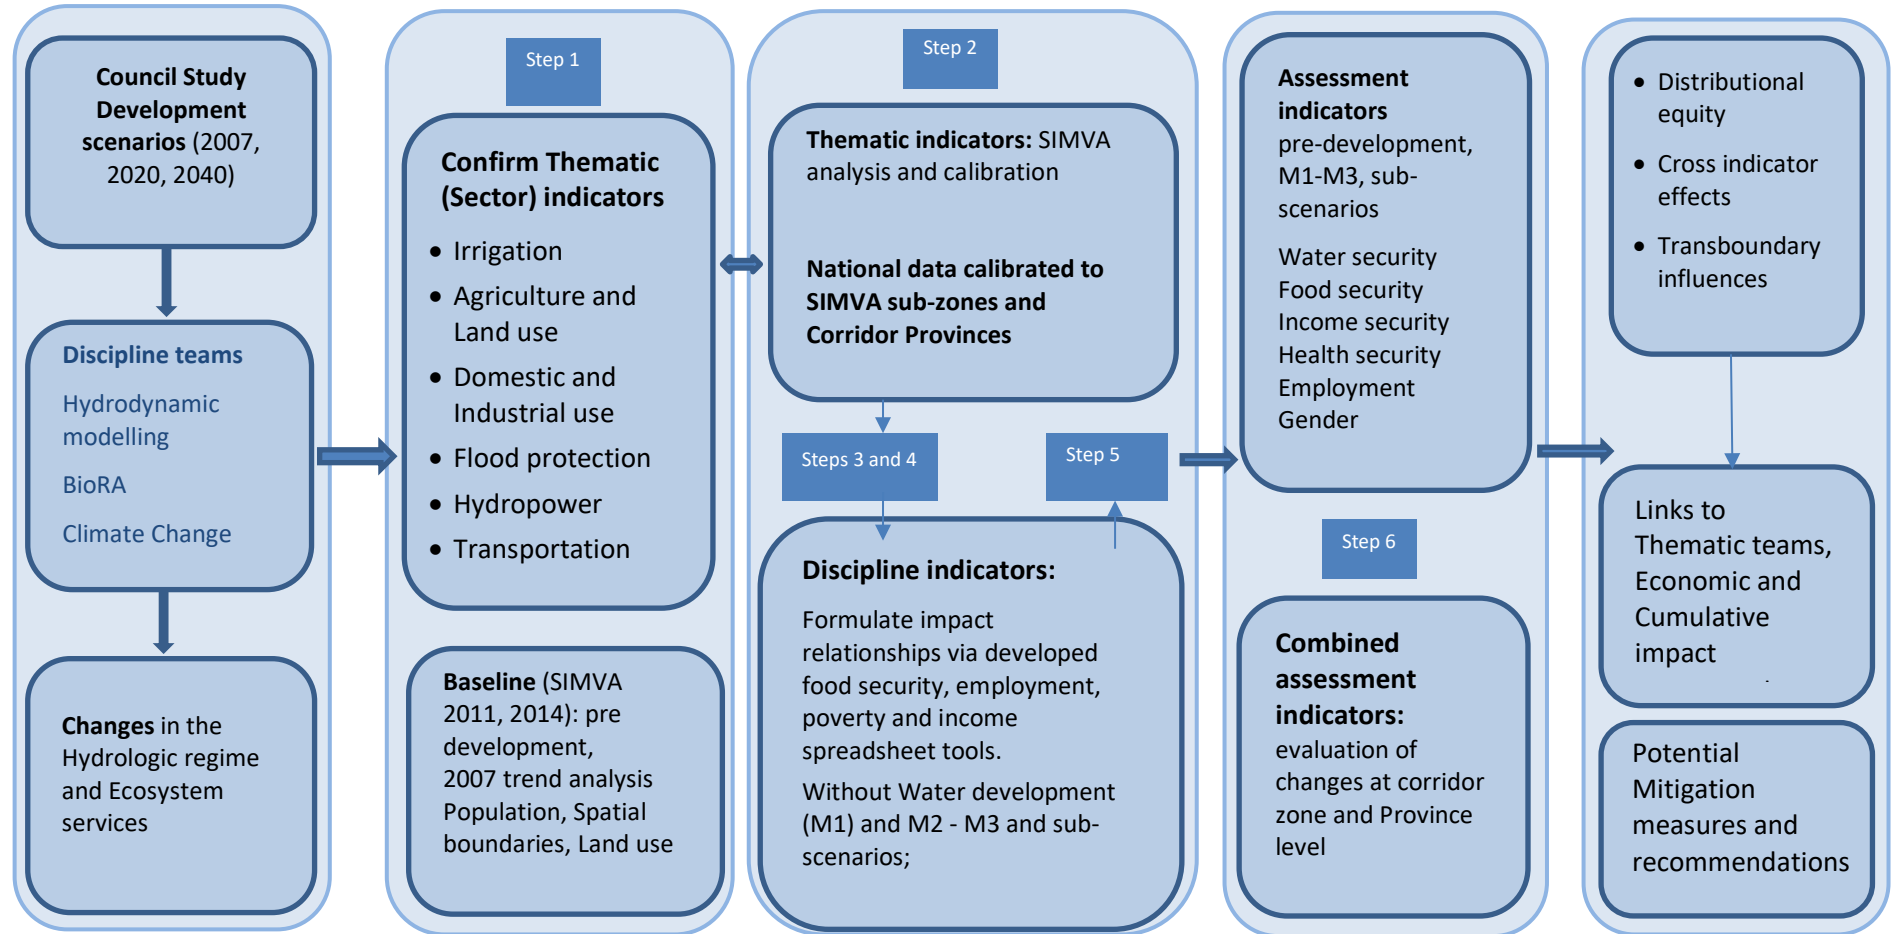 Council Study
Development
scenarios (2007,
2020, 2040)
Discipline teams
Hydrodynamic
modelling
BioRA
Climate Change
Changes in the
Hydrologic regime
and Ecosystem
services
Step 1
Confirm Thematic
(Sector) indicators
• Irrigation
• Agriculture and
Land use
• Domestic and
Industrial use
• Flood protection
• Hydropower
• Transportation
Baseline (SIMVA
2011, 2014): pre
development,
2007 trend analysis
Population, Spatial
boundaries, Land use
Step 2
Thematic indicators: SIMVA
analysis and calibration
National data calibrated to
SIMVA sub-zones and
Corridor Provinces
Steps 3 and 4
Step 5
Discipline indicators:
Formulate impact
relationships via developed
food security, employment,
poverty and income
spreadsheet tools.
Without Water development
(M1) and M2 - M3 and sub-
scenarios;
Assessment
indicators
pre-development,
M1-M3, sub-
scenarios
Water security
Food security
Income security
Health security
Employment
Gender
Step 6
Combined
assessment
indicators:
evaluation of
changes at corridor
zone and Province
level
• Distributional
equity
• Cross indicator
effects
• Transboundary
influences
Links to
Thematic teams,
Economic and
Cumulative
impact
Potential
Mitigation
measures and
recommendations